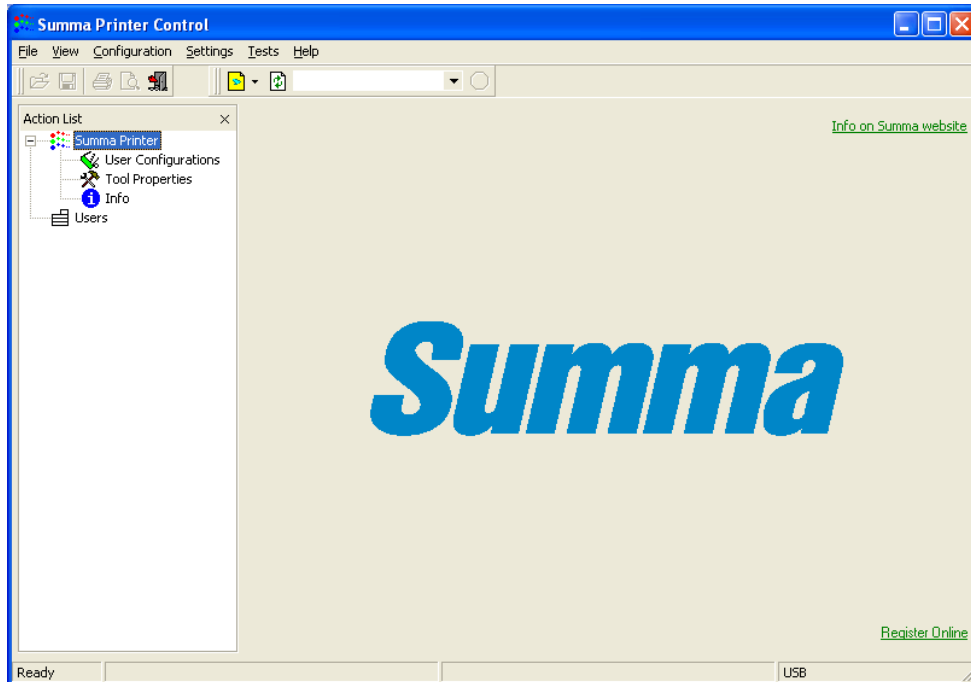 Summa Printer Control
File View Configuration Settings Tests Help
Action List
Info on Summa website
Summa Printer
User Configurations
Tool Properties
i Info
Users
Summa
Register Online
Ready USB